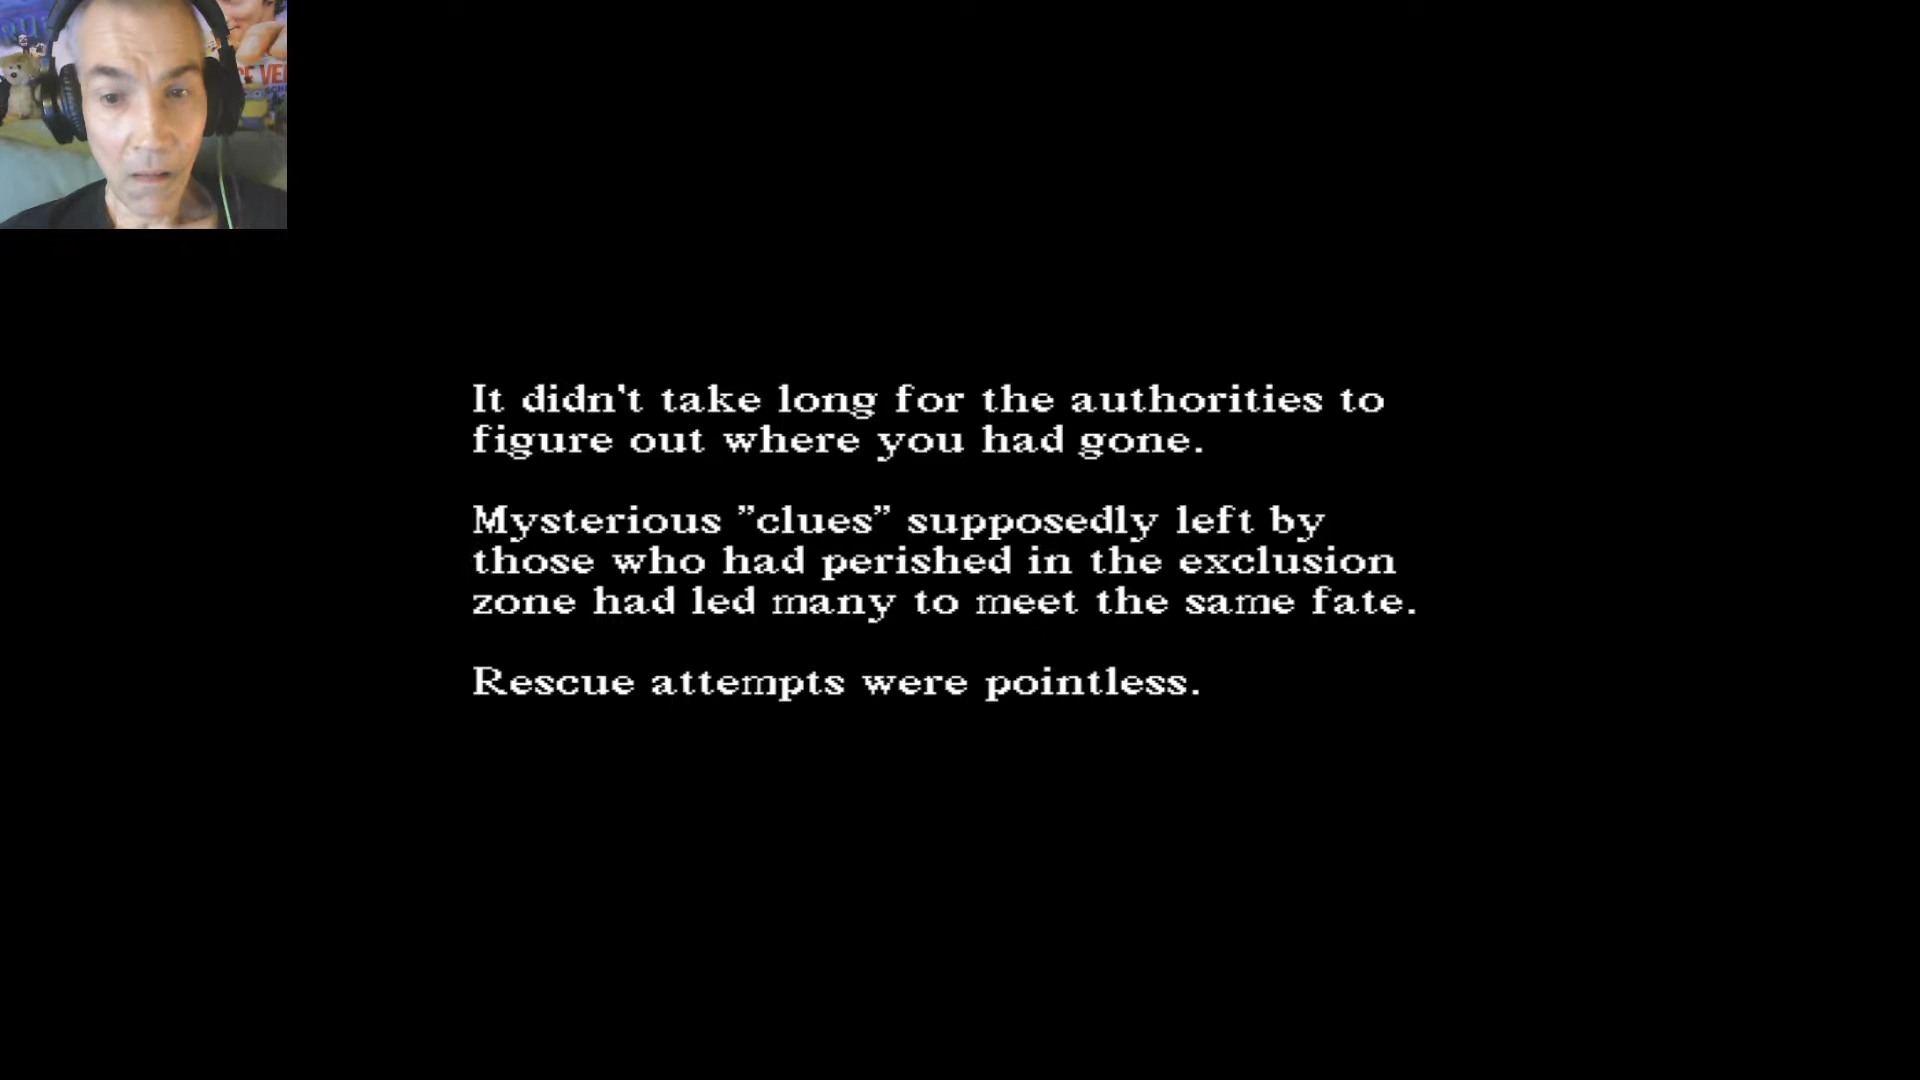 It didn't take long for the authorities to
figure out where you had gone.
Mysterious "clues" supposedly left by
those who had perished in the exclusion
zone had led many to meet the same fate.
Rescue attempts were pointless.